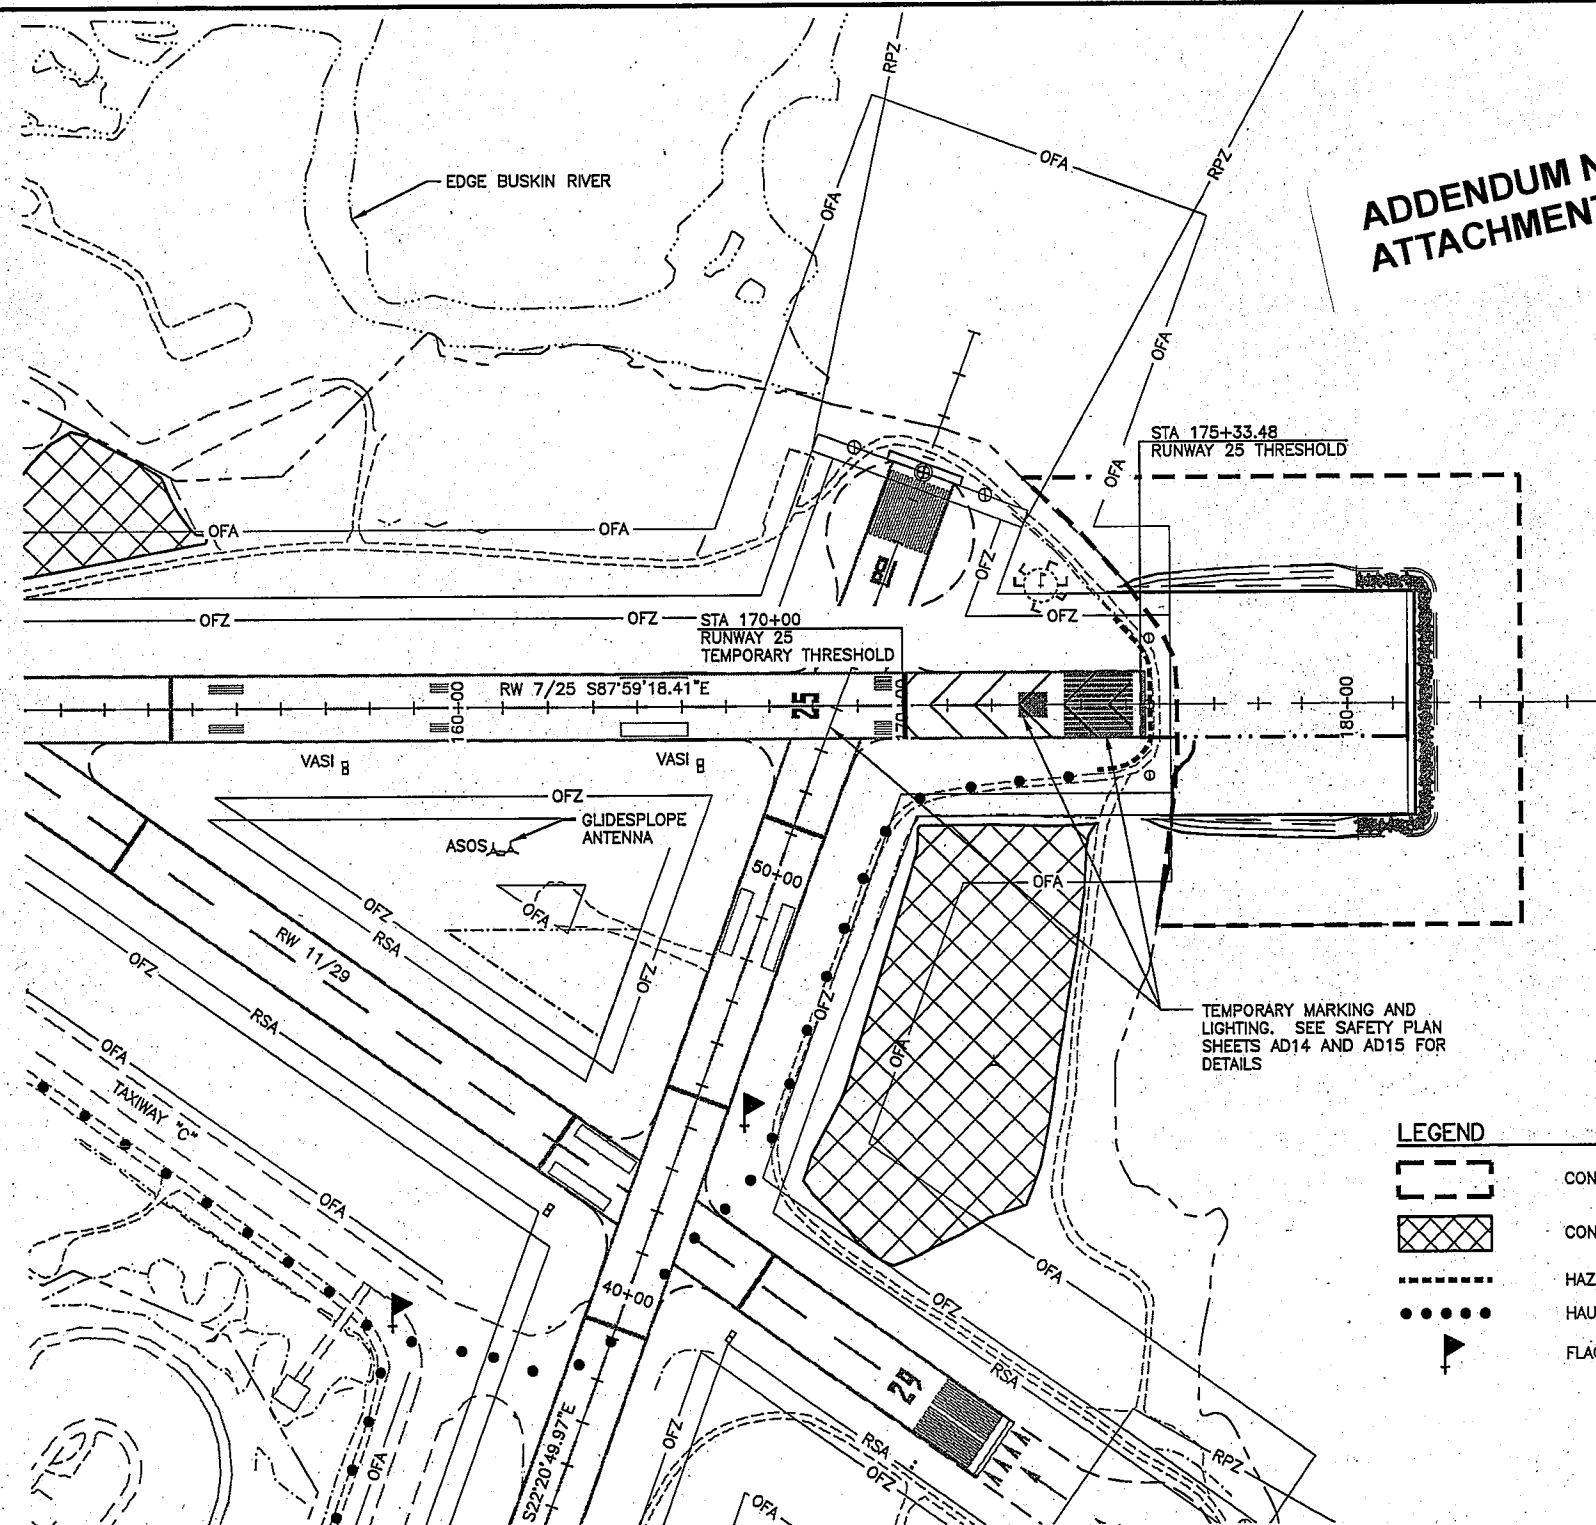 RPZ
OFA
RPZ
ADDENDUM N
ATTACHMENT
EDGE BUSKIN RIVER
OFA
OFA
STA 175+33.48
RUNWAY 25 THRESHOLD
OFA
OFA
OFA
OFZ
OFZ
OFZ
OFZ
STA 170+00
RUNWAY 25
TEMPORARY THRESHOLD
RW 7/25 S87°59'18.41"E
160+00
25
170+00
180+00
VASI
VASI
OFZ
GLIDESPLOPE
ANTENNA
ASOS
50+00
OFA
OFA
OFZ
RSA
RW 11/29
OFZ
OFZ
OFZ
RSA
OFA
OFA
TEMPORARY MARKING AND
LIGHTING. SEE SAFETY PLAN
SHEETS AD14 AND AD15 FOR
DETAILS
TAXIWAY "C"
OFA
LEGEND
CON
CON
HAZ
HAU
FLAG
40+00
OFA
OFZ
RSA
29
S22°20'49.97"E
OFZ
RSA
OFZ
RPZ
OFA
OFA